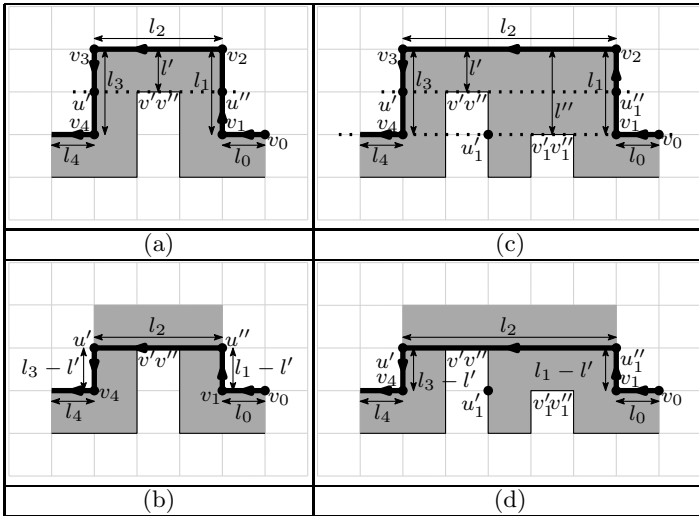 l₂
v₃ v₂
l₃ l′ l₁
u′ v′v″ u″
v₄ v₁ v₀
l₄ l₀
(a)
l₂
v₃ v₂
l₃ l′ l₁
l″
u′ v′v″ u″₁
v₄ u′₁ v′₁v″₁ v₁ v₀
l₄ l₀
(c)
l₂
u′ u″
l₃ − l′ v′v″ l₁ − l′
v₄ v₁ v₀
l₄ l₀
(b)
l₂
u′ v′v″ u″₁
l₃ − l′ l₁ − l′
v₄ v₁
u′₁ v′₁v″₁ v₀
l₄ l₀
(d)